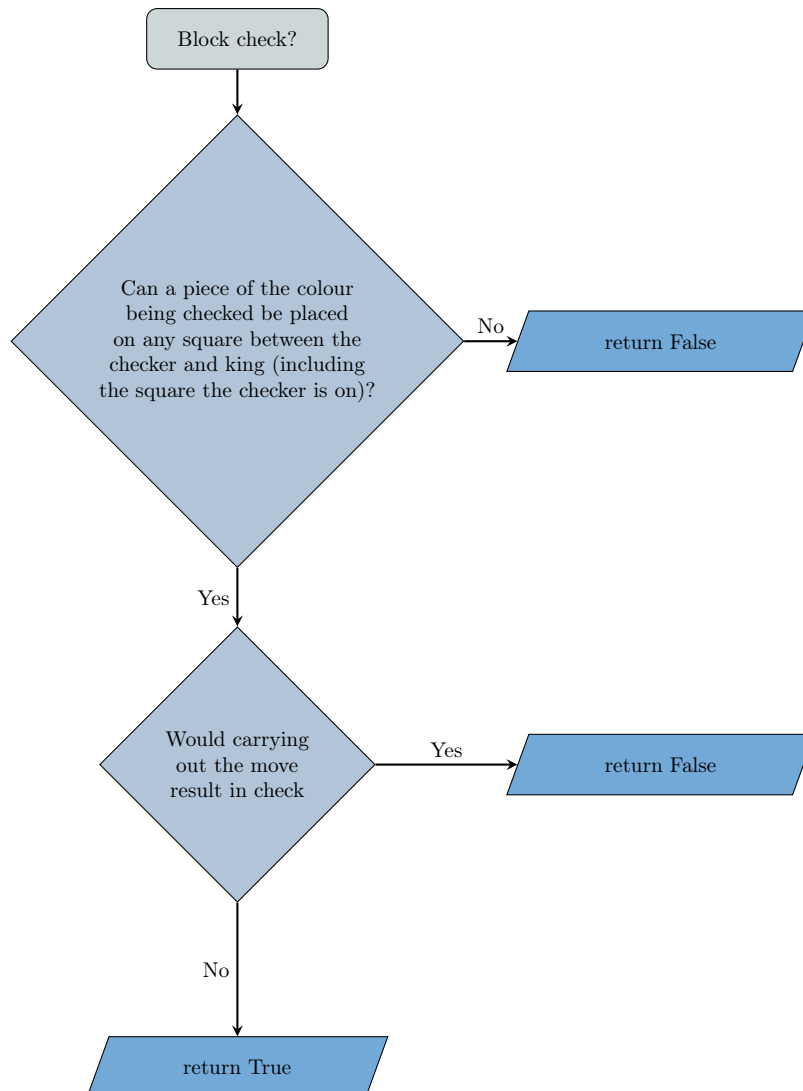 Block check?
Can a piece of the colour
being checked be placed
on any square between the
checker and king (including
the square the checker is on)?
No
return False
Yes
Would carrying
out the move
result in check
Yes
return False
No
return True